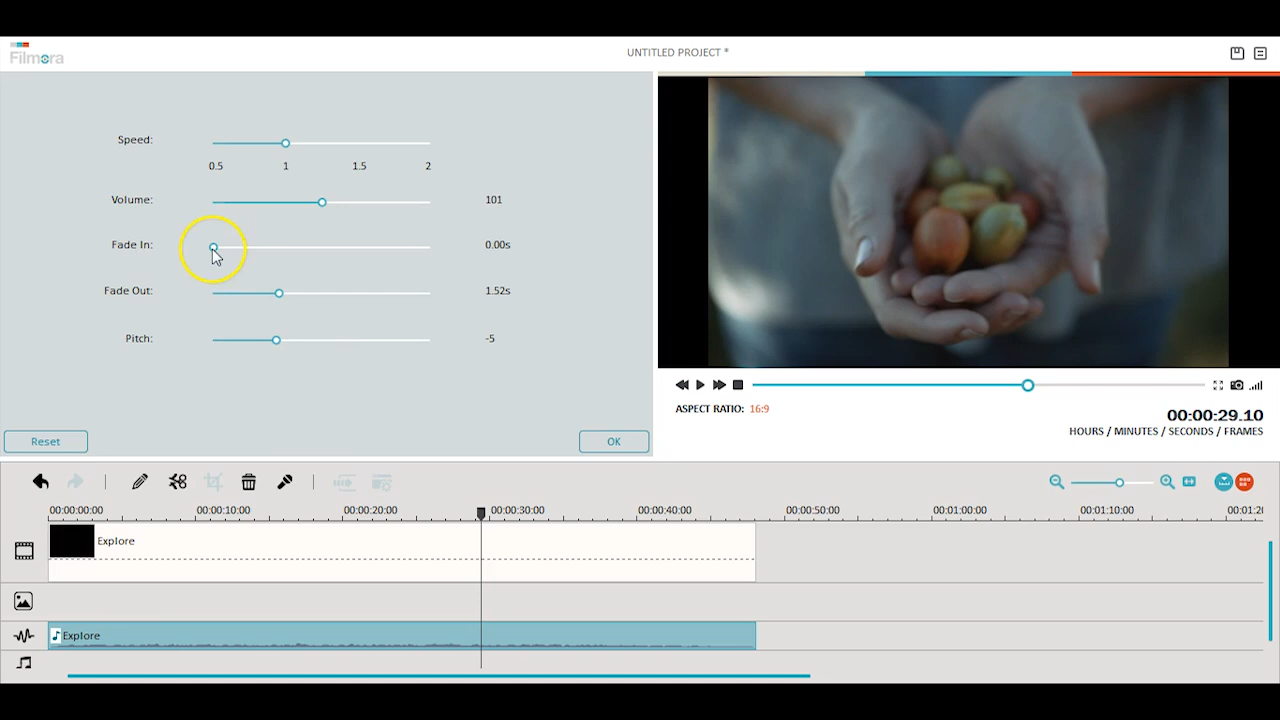 Filmora
UNTITLED PROJECT *
Speed:
0.5 1 1.5 2
Volume: 101
Fade In: 0.00s
Fade Out: 1.52s
Pitch: -5
Reset OK
ASPECT RATIO: 16:9
00:00:29.10
HOURS / MINUTES / SECONDS / FRAMES
00:00:00:00 00:00:10:00 00:00:20:00 00:00:30:00 00:00:40:00 00:00:50:00 00:01:00:00 00:01:10:00 00:01:20
Explore
Explore